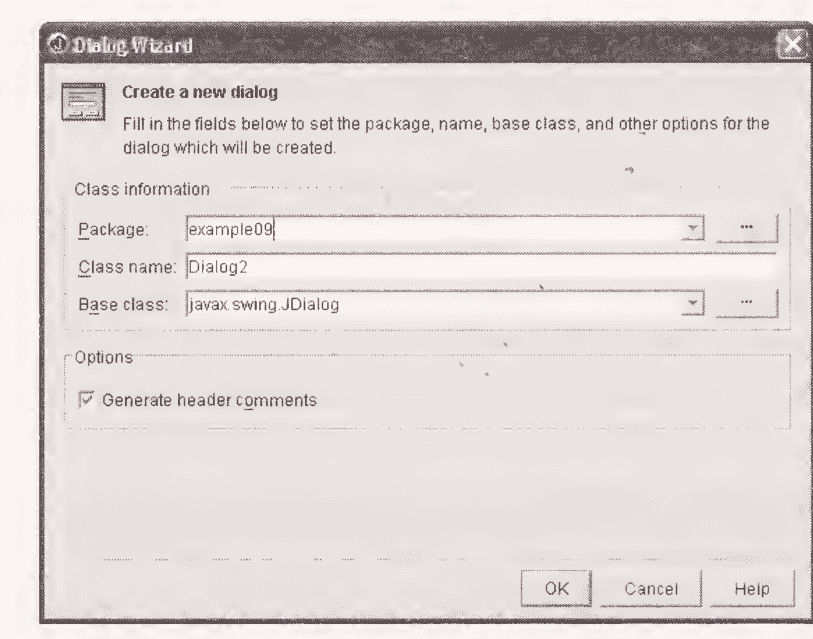 Dialog Wizard
Create a new dialog
Fill in the fields below to set the package, name, base class, and other options for the
dialog which will be created.
Class information
Package: example09 ...
Class name: Dialog2
Base class: javax.swing.JDialog ...
Options
Generate header comments
OK Cancel Help